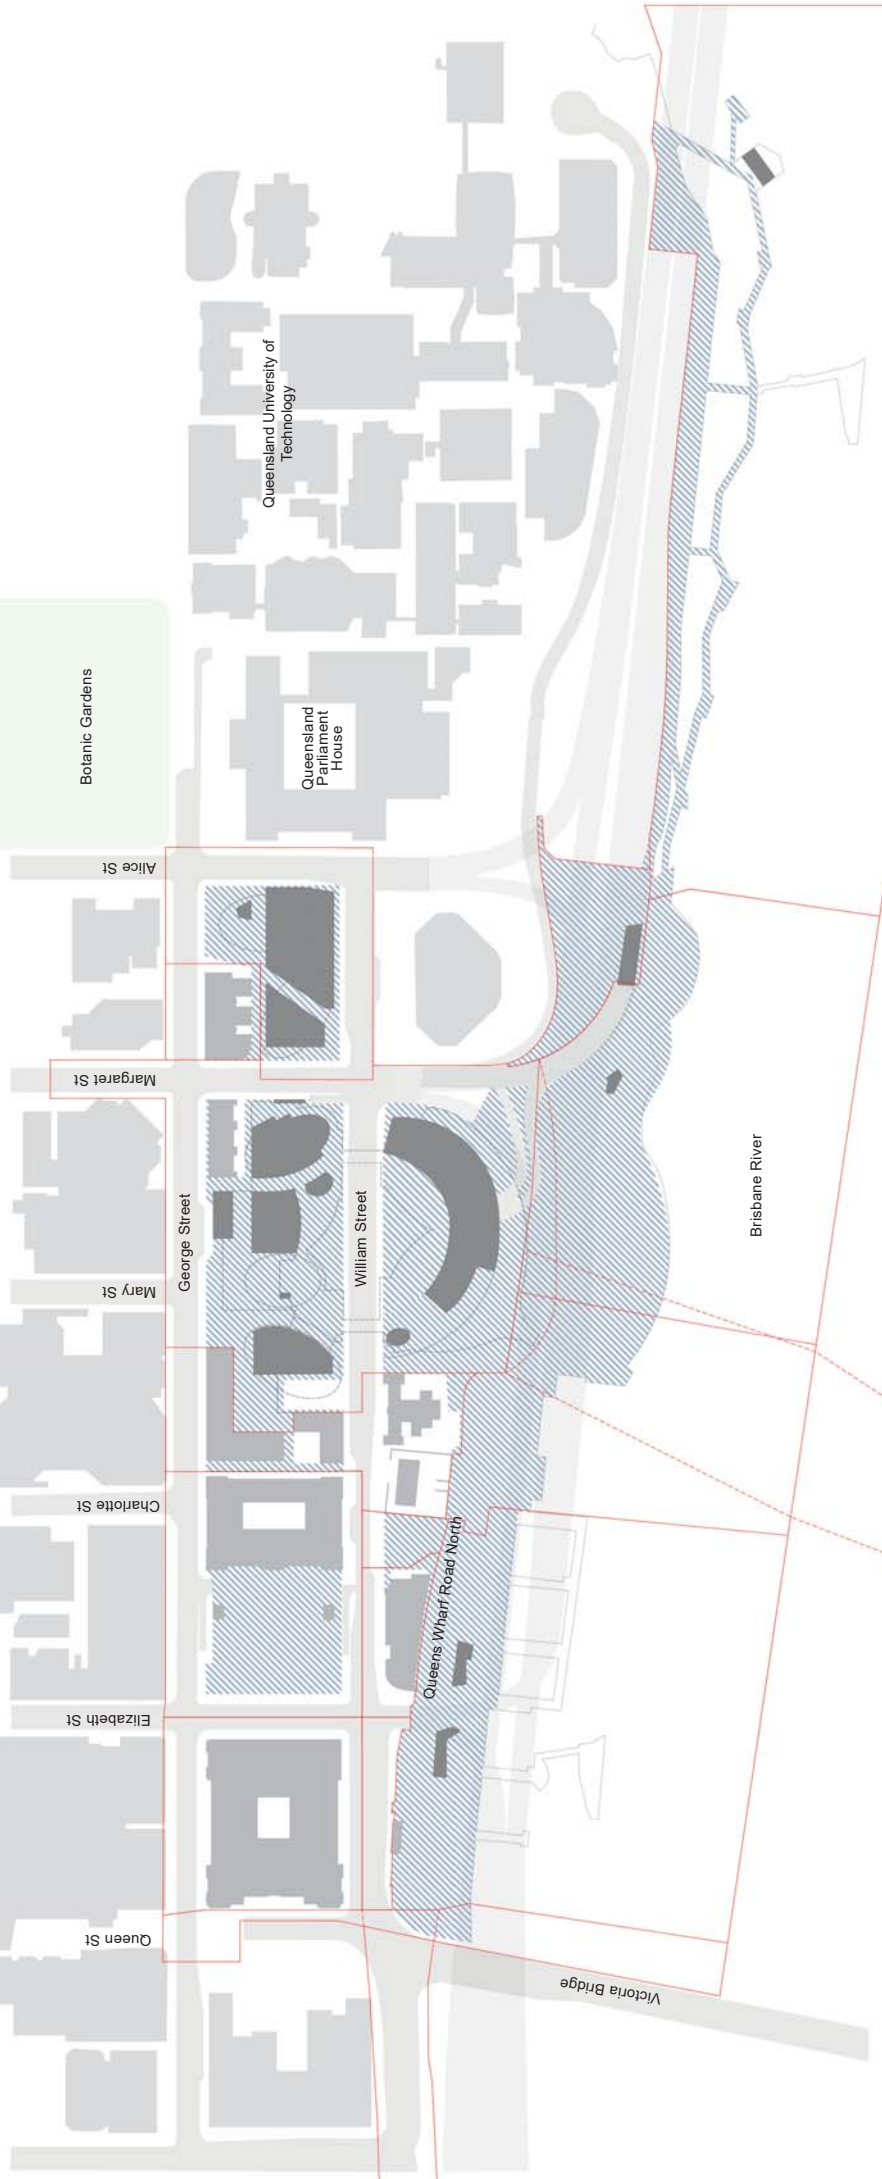 Queensland University of
Technology
Botanic Gardens
Queensland
Parliament
House
Alice St
Margaret St
George Street
William Street
Brisbane River
Mary St
Charlotte St
Queens Wharf Road North
Elizabeth St
Queen St
Victoria Bridge